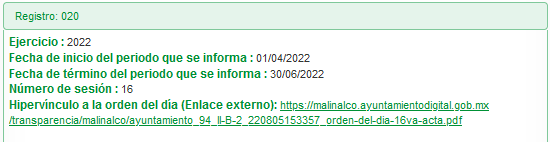 Registro: 020
Ejercicio : 2022
Fecha de inicio del periodo que se informa : 01/04/2022
Fecha de término del periodo que se informa : 30/06/2022
Número de sesión : 16
Hipervínculo a la orden del día (Enlace externo): https://malinalco.ayuntamientodigital.gob.mx
/transparencia/malinalco/ayuntamiento_94_II-B-2_220805153357_orden-del-dia-16va-acta.pdf